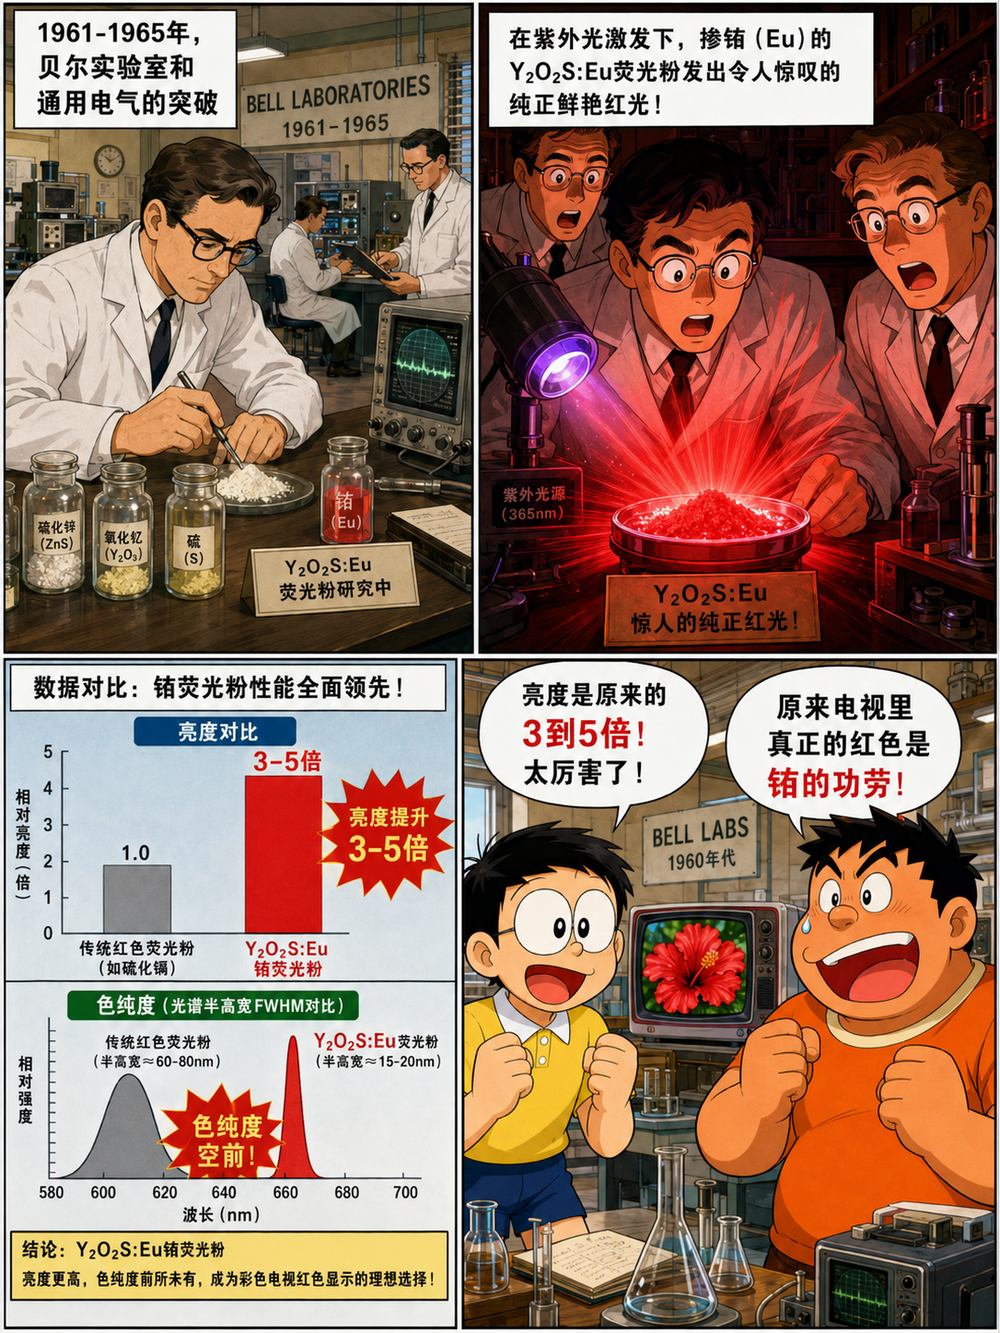 1961-1965年，
贝尔实验室和
通用电气的突破
BELL LABORATORIES
1961-1965
硫化锌
(ZnS)
氧化钇
(Y₂O₃)
硫
(S)
铕
(Eu)
Y₂O₂S:Eu
荧光粉研究中
在紫外光激发下，掺铕（Eu）的
Y₂O₂S:Eu荧光粉发出令人惊叹的
纯正鲜艳红光！
紫外光源
(365nm)
Y₂O₂S:Eu
惊人的纯正红光！
数据对比：铕荧光粉性能全面领先！
亮度对比
相对亮度（倍）
5
4
3
2
1
0
1.0
3-5倍
亮度提升
3-5倍
传统红色荧光粉
(如硫化镉)
Y₂O₂S:Eu
铕荧光粉
色纯度（光谱半高宽FWHM对比）
相对强度
传统红色荧光粉
(半高宽≈60-80nm)
Y₂O₂S:Eu荧光粉
(半高宽≈15-20nm)
色纯度
空前！
580 600 620 640 660 680 700
波长（nm）
结论：Y₂O₂S:Eu铕荧光粉
亮度更高，色纯度前所未有，成为彩色电视红色显示的理想选择！
亮度是原来的
3到5倍！
太厉害了！
原来电视里
真正的红色是
铕的功劳！
BELL LABS
1960年代